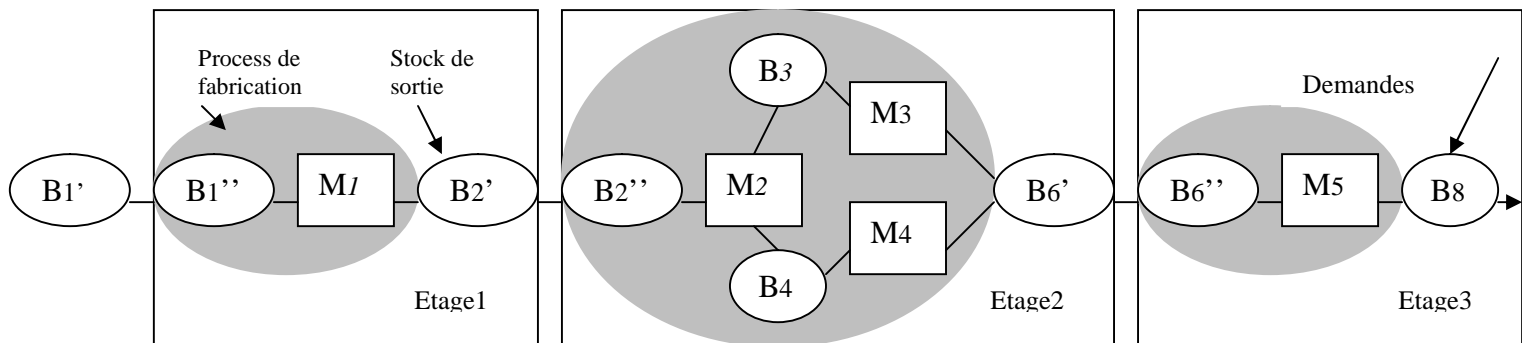 Process de
fabrication
Stock de
sortie
B1'
B1''
M1
B2'
Etage1
B2''
M2
B3
B4
M3
M4
B6'
Etage2
Demandes
B6''
M5
B8
Etage3